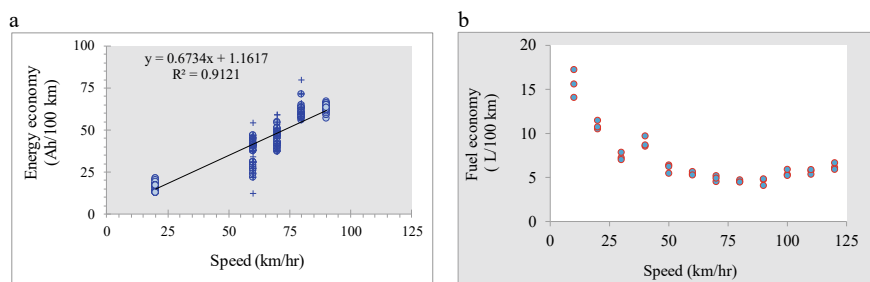 a
y = 0.6734x + 1.1617
R² = 0.9121
100
75
50
25
0
0 25 50 75 100 125
Energy economy
(Ah/100 km)
Speed (km/hr)
b
20
15
10
5
0
0 25 50 75 100 125
Fuel economy
( L/100 km)
Speed (km/hr)